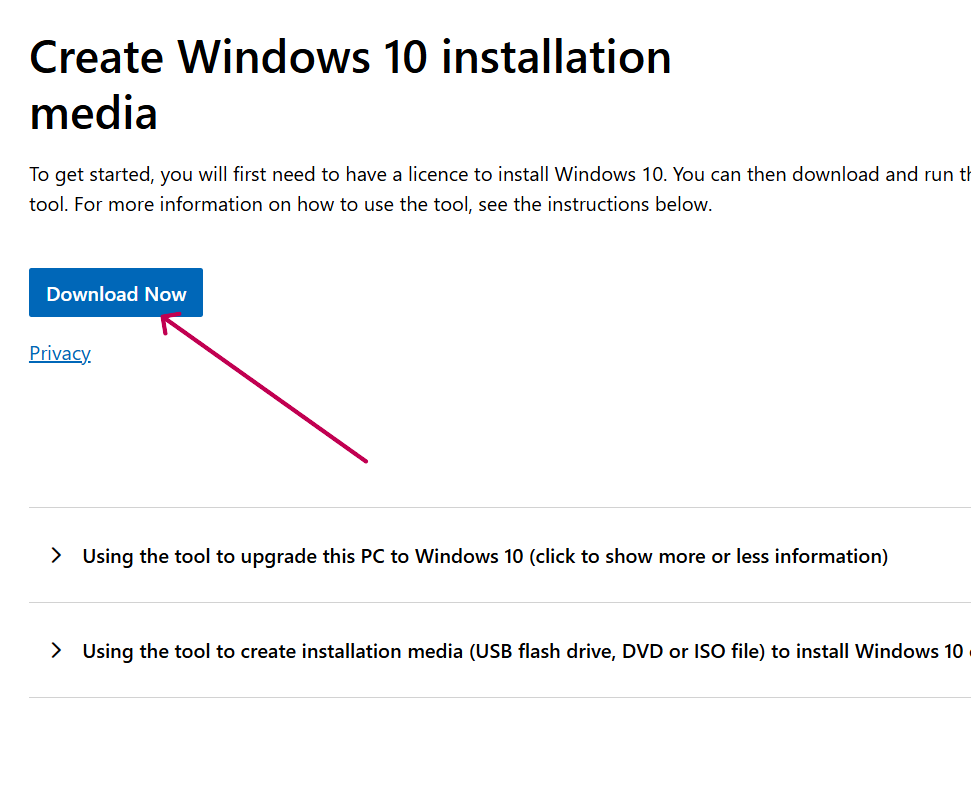 Create Windows 10 installation
media
To get started, you will first need to have a licence to install Windows 10. You can then download and run
tool. For more information on how to use the tool, see the instructions below.
Download Now
Privacy
Using the tool to upgrade this PC to Windows 10 (click to show more or less information)
Using the tool to create installation media (USB flash drive, DVD or ISO file) to install Windows 10